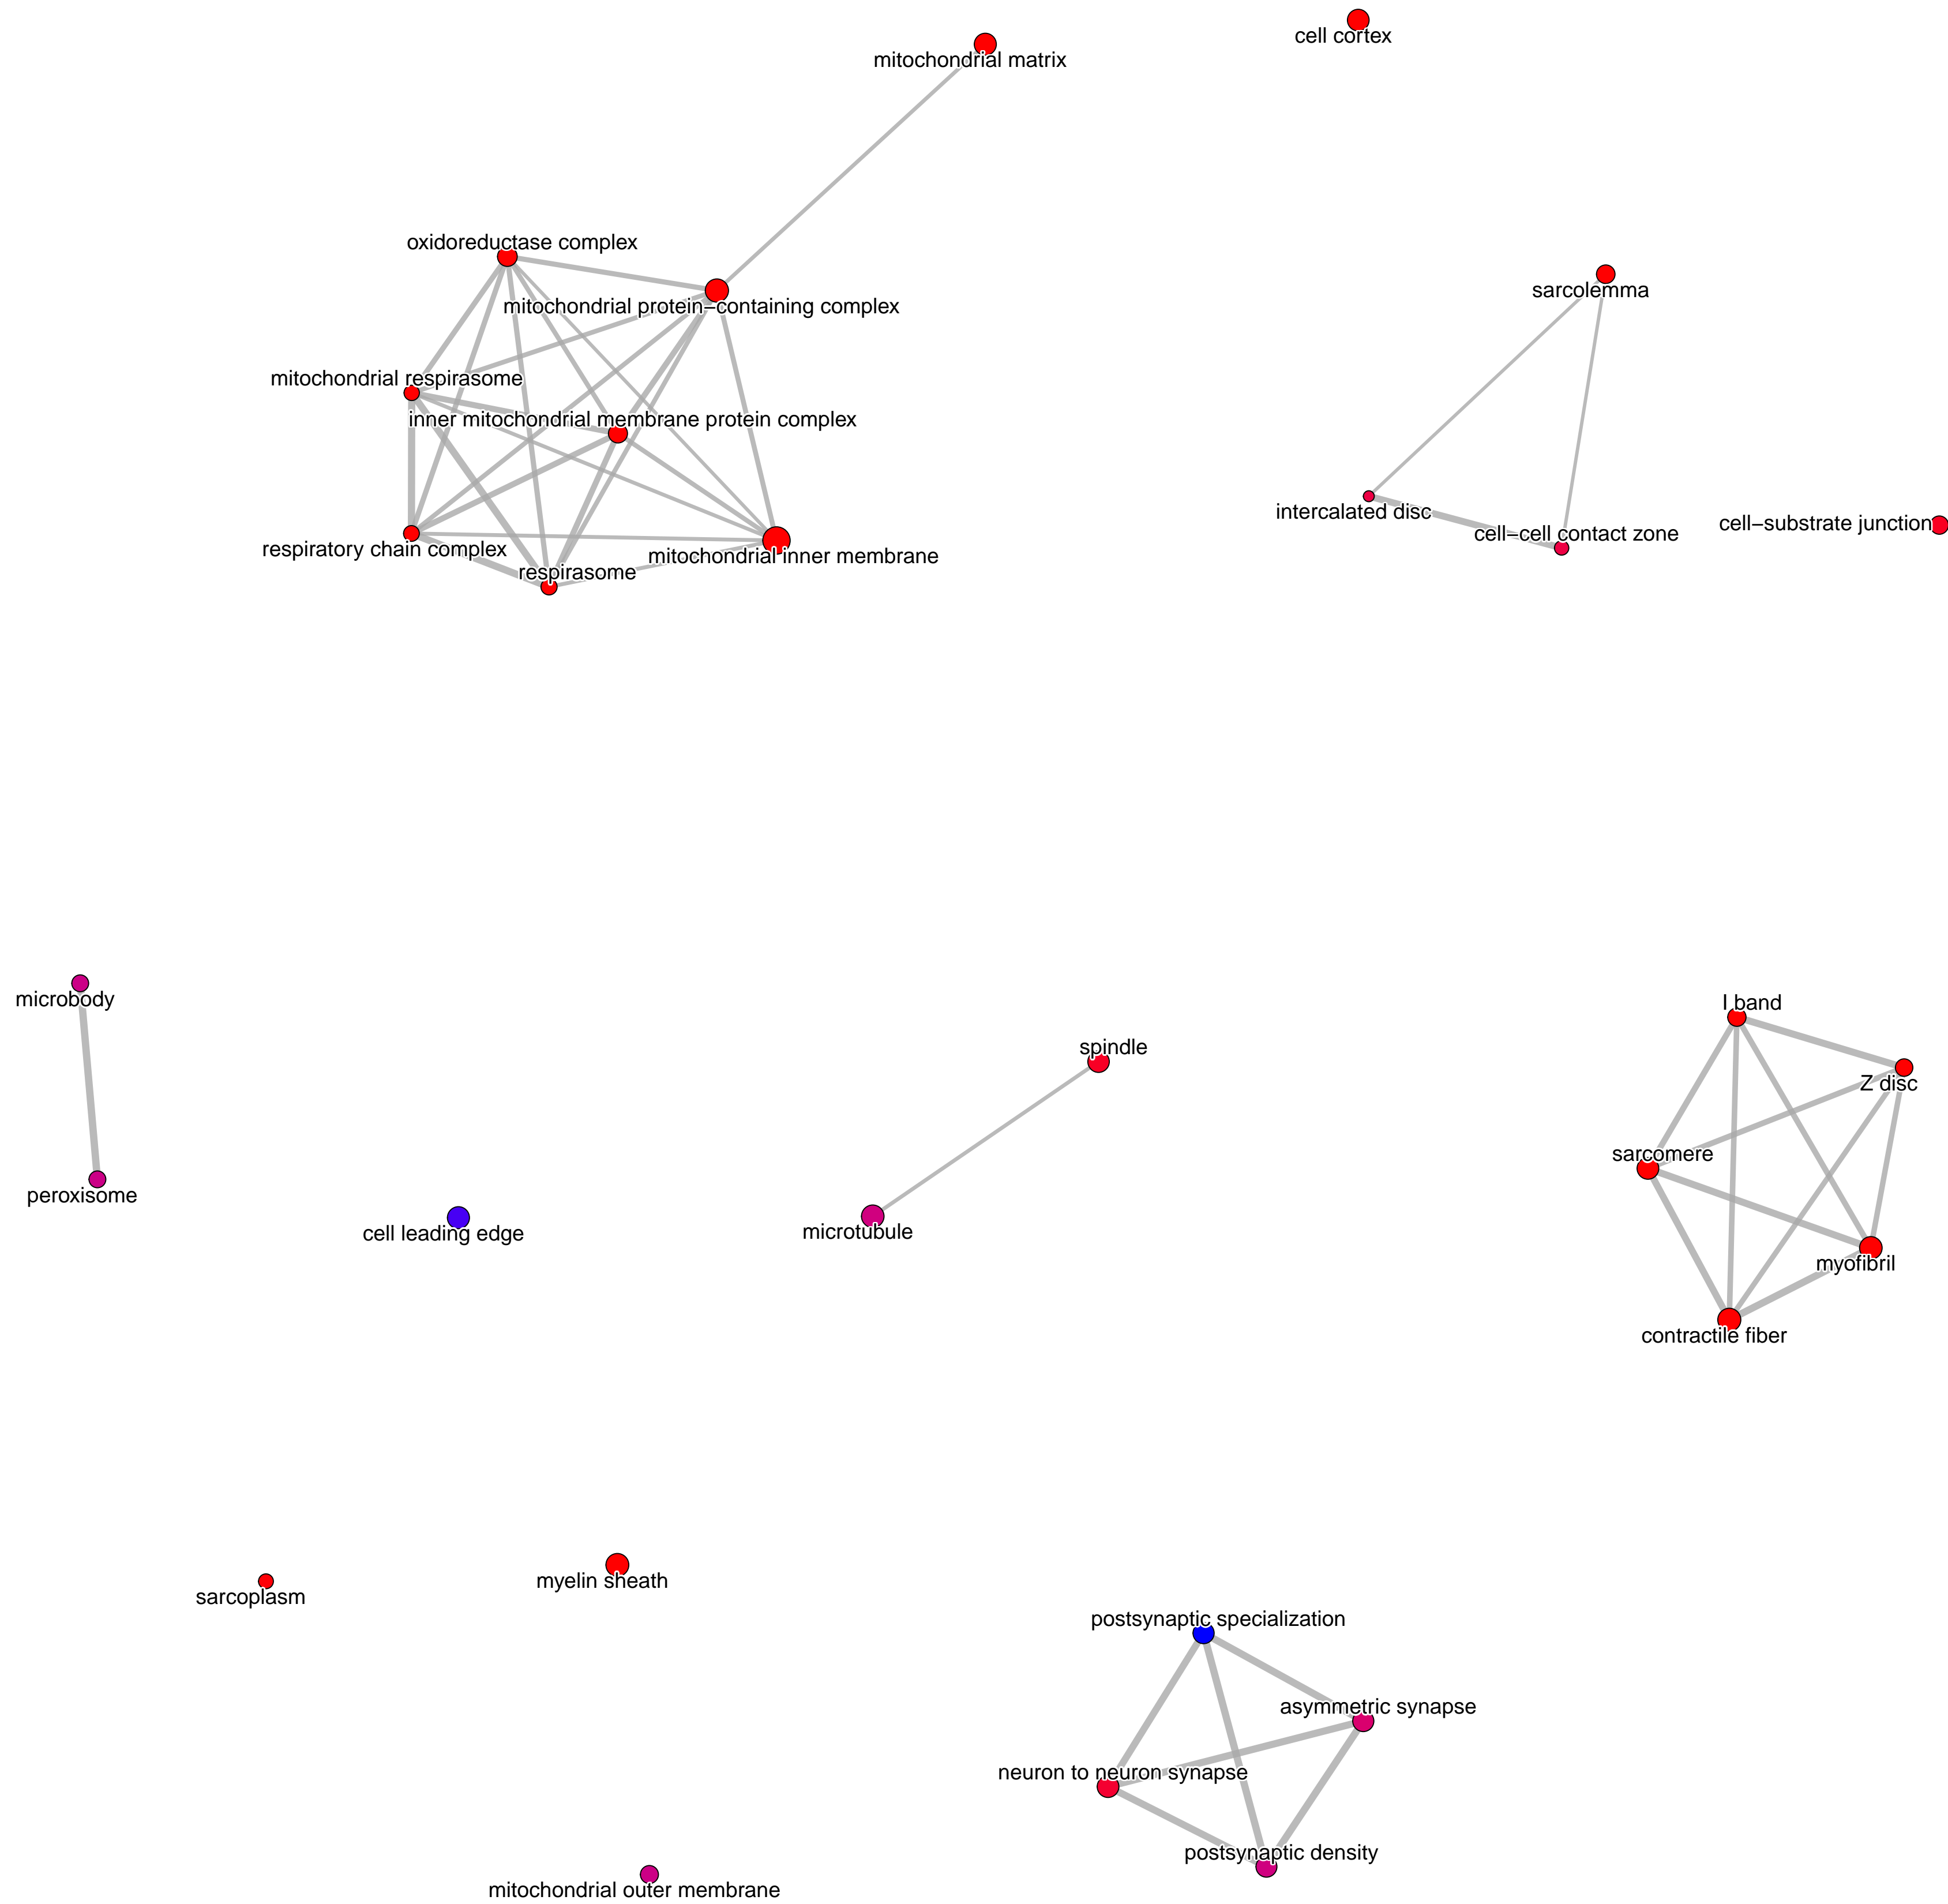 cell cortex
mitochondrial matrix
oxidoreductase complex
mitochondrial protein−containing complex
sarcolemma
mitochondrial respirasome
inner mitochondrial membrane protein complex
intercalated disc
cell−cell contact zone
cell−substrate junction
respiratory chain complex
mitochondrial inner membrane
respirasome
microbody
I band
spindle
Z disc
sarcomere
peroxisome
cell leading edge
microtubule
myofibril
contractile fiber
myelin sheath
sarcoplasm
postsynaptic specialization
asymmetric synapse
neuron to neuron synapse
postsynaptic density
mitochondrial outer membrane